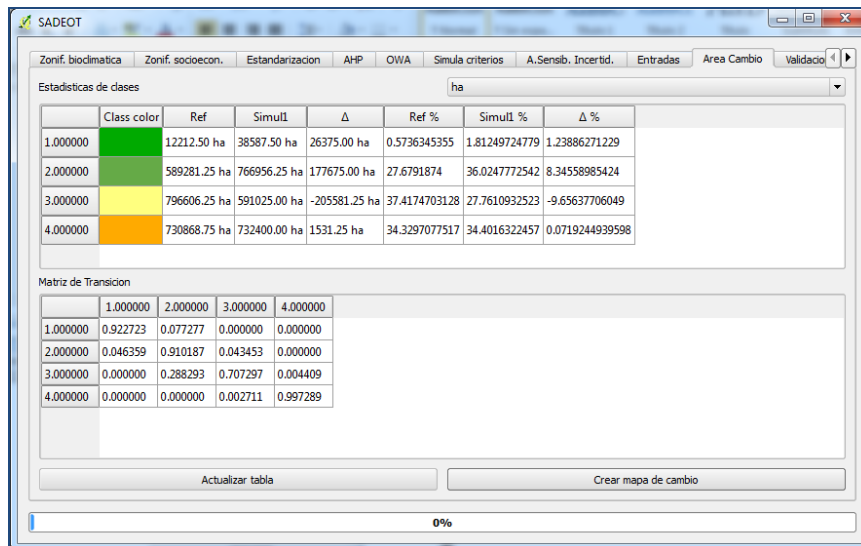 SADEOT
Zonif. bioclimatica Zonif. socioecon. Estandarizacion AHP OWA Simula criterios A.Sensib. Incertid. Entradas Area Cambio Validacio
Estadisticas de clases ha
Class color Ref Simul1 Δ Ref % Simul1 % Δ %
1.000000 12212.50 ha 38587.50 ha 26375.00 ha 0.5736345355 1.81249724779 1.23886271229
2.000000 589281.25 ha 766956.25 ha 177675.00 ha 27.6791874 36.0247772542 8.34558985424
3.000000 796606.25 ha 591025.00 ha -205581.25 ha 37.4174703128 27.7610932523 -9.65637706049
4.000000 730868.75 ha 732400.00 ha 1531.25 ha 34.3297077517 34.4016322457 0.0719244939598
Matriz de Transicion
1.000000 2.000000 3.000000 4.000000
1.000000 0.922723 0.077277 0.000000 0.000000
2.000000 0.046359 0.910187 0.043453 0.000000
3.000000 0.000000 0.288293 0.707297 0.004409
4.000000 0.000000 0.000000 0.002711 0.997289
Actualizar tabla Crear mapa de cambio
0%